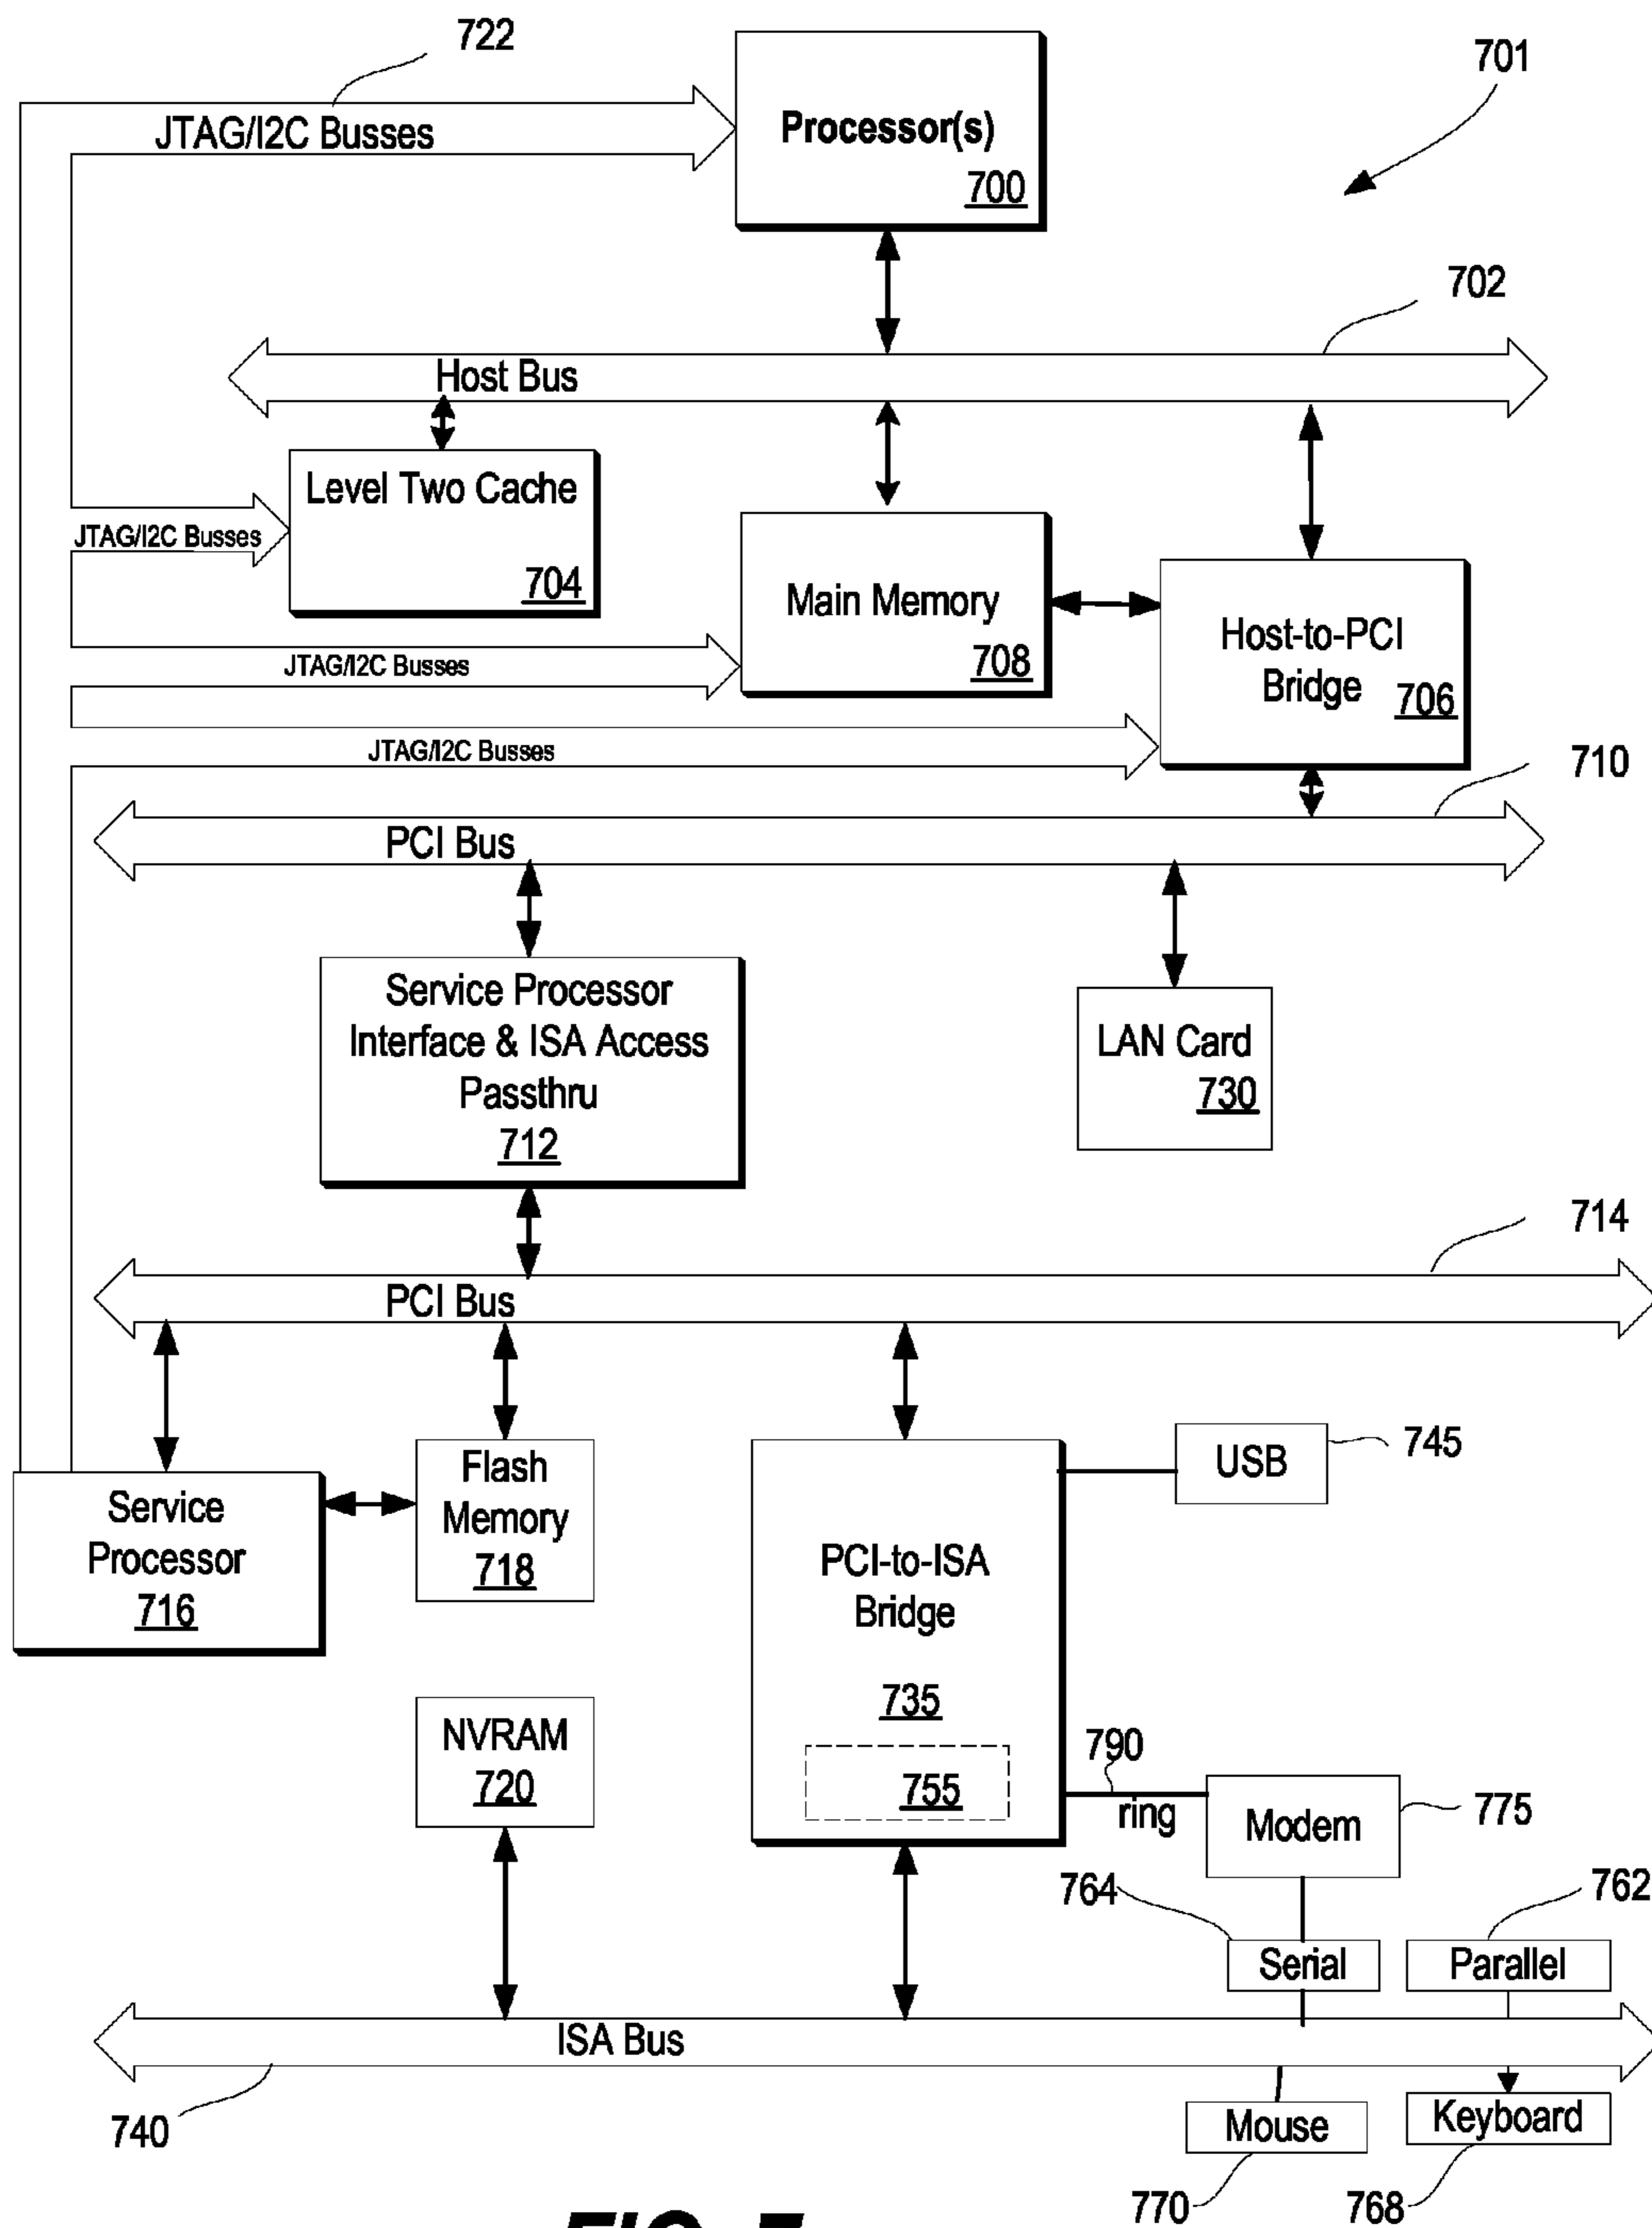 722
701
JTAG/I2C Busses
Processor(s)
700
702
Host Bus
Level Two Cache
704
JTAG/I2C Busses
Main Memory
708
Host-to-PCI
Bridge
706
JTAG/I2C Busses
JTAG/I2C Busses
710
PCI Bus
Service Processor
Interface & ISA Access
Passthru
712
LAN Card
730
714
PCI Bus
Service
Processor
716
Flash
Memory
718
USB
745
PCI-to-ISA
Bridge
735
755
NVRAM
720
790
ring
Modem
775
764
762
Serial
Parallel
ISA Bus
740
Mouse
Keyboard
770
768